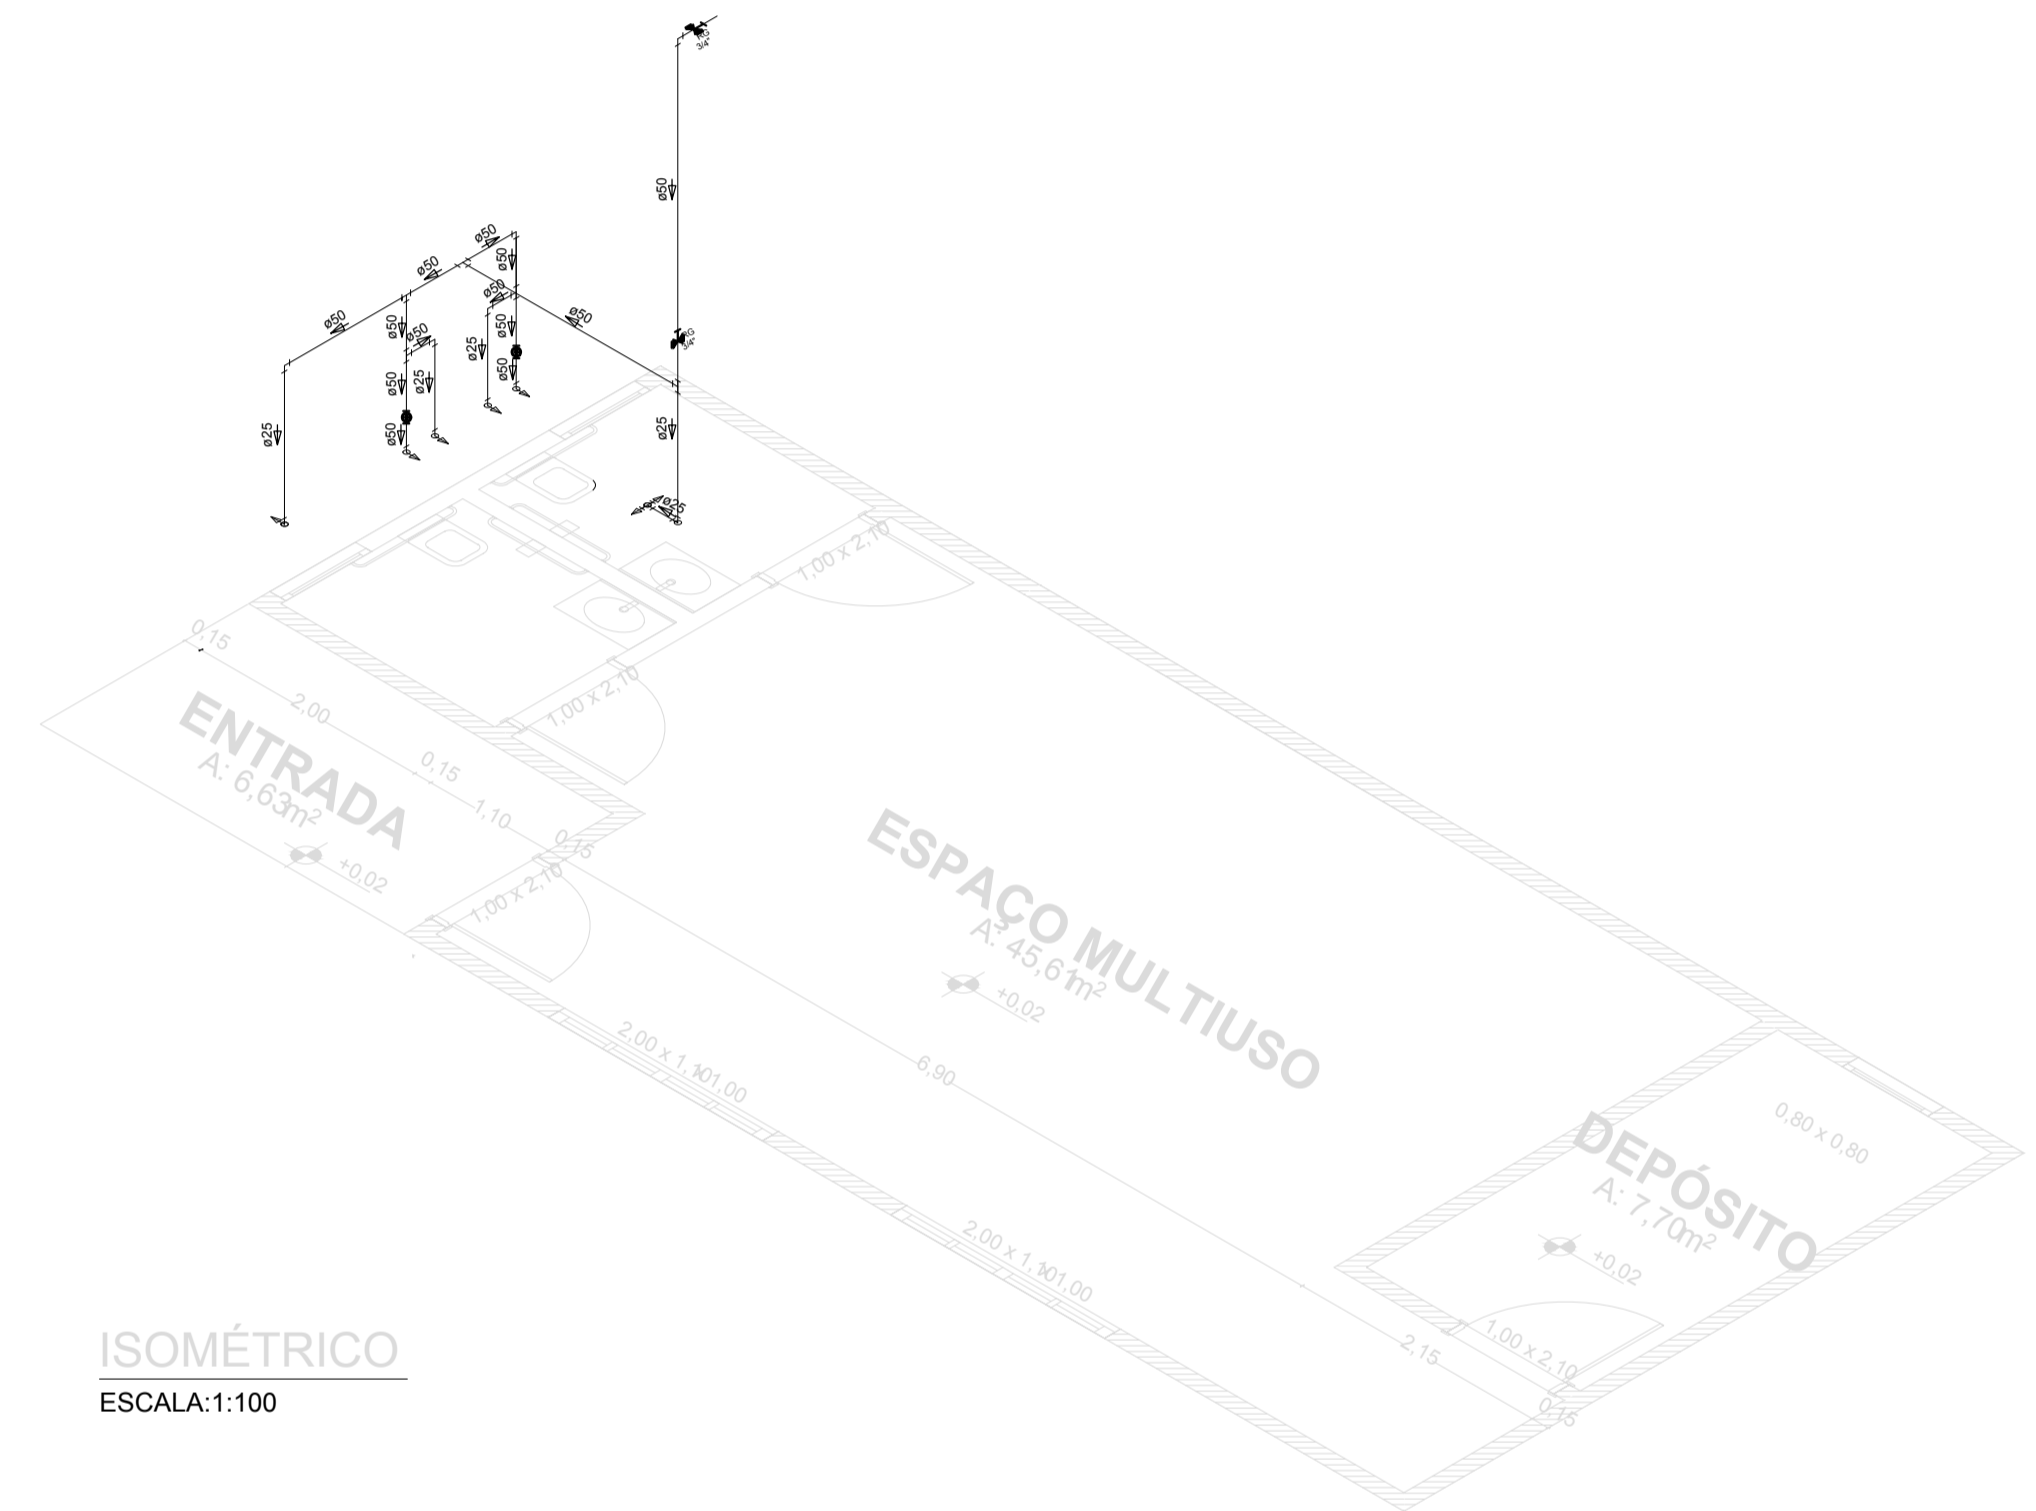 RG
3/4"
ø50
ø50
ø50
ø50
ø50
ø50
ø50
ø50
ø50
ø50
ø50
RG
3/4"
ø25
ø50
ø25
ø50
ø25
ø25
ø50
ø25
ø25
1,00 x 2,10
0,15
2,00
1,00 x 2,10
ENTRADA
A: 6,63m²
+0,02
0,15
1,10
0,15
1,00 x 2,10
ESPAÇO MULTIUSO
A: 45,61m²
+0,02
2,00 x 1,10
1,00
6,90
0,80 x 0,80
DEPÓSITO
A: 7,70m²
+0,02
2,00 x 1,10
1,00
1,00 x 2,10
2,15
0,15
ISOMÉTRICO
ESCALA:1:100